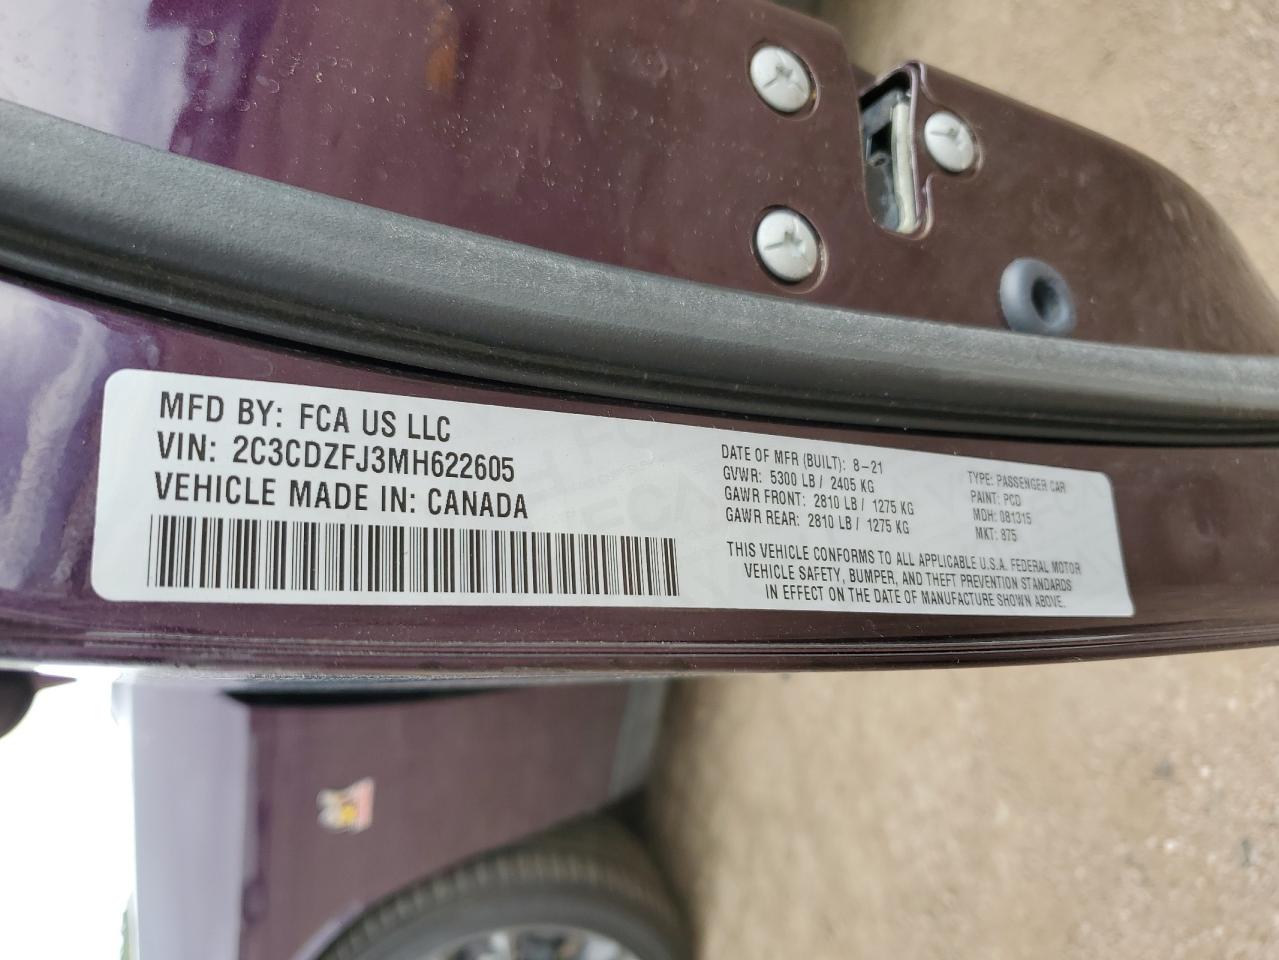 MFD BY: FCA US LLC
VIN: 2C3CDZFJ3MH622605
VEHICLE MADE IN: CANADA
DATE OF MFR (BUILT): 8-21
GVWR: 5300 LB / 2405 KG
GAWR FRONT: 2810 LB / 1275 KG
GAWR REAR: 2810 LB / 1275 KG
TYPE: PASSENGER CAR
PAINT: PCD
MDH: 081315
MKT: 875
THIS VEHICLE CONFORMS TO ALL APPLICABLE U.S.A. FEDERAL MOTOR
VEHICLE SAFETY, BUMPER, AND THEFT PREVENTION STANDARDS
IN EFFECT ON THE DATE OF MANUFACTURE SHOWN ABOVE.